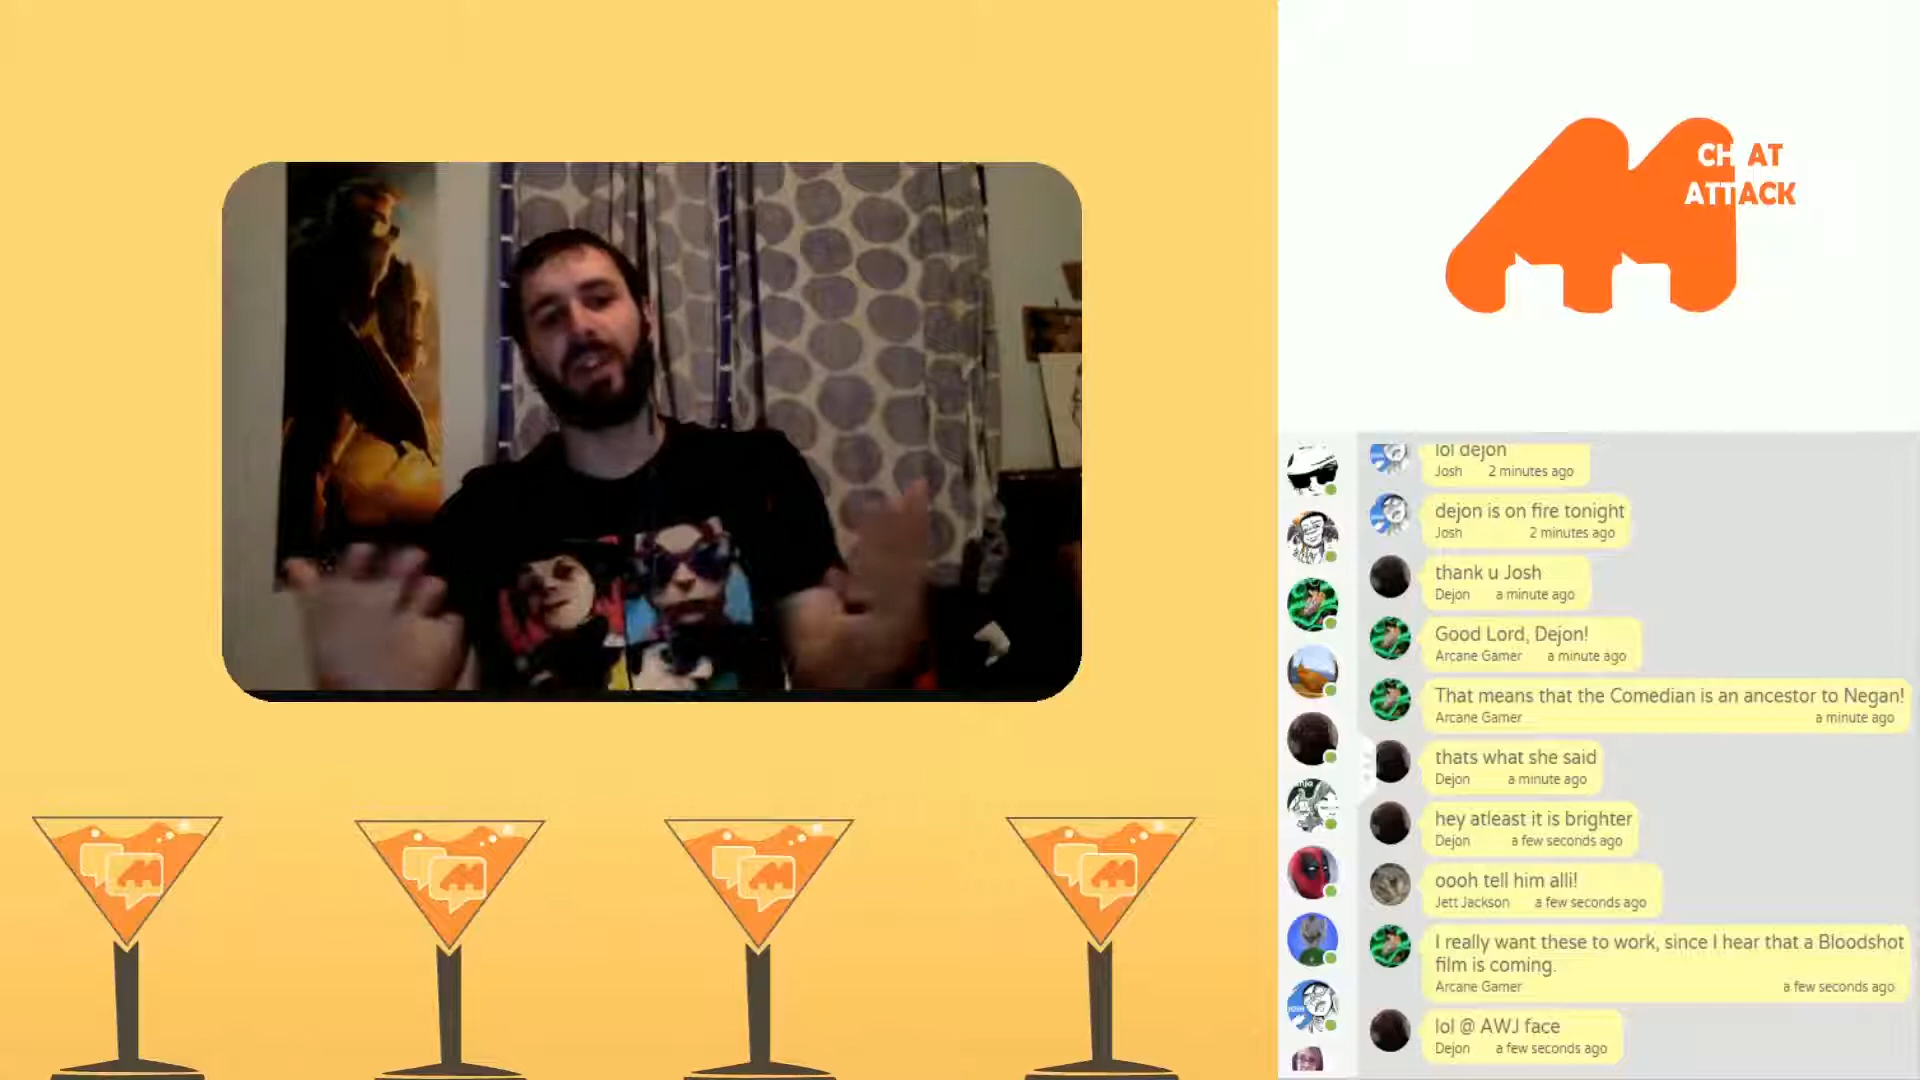 CHAT
ATTACK
lol dejon
Josh 2 minutes ago
dejon is on fire tonight
Josh 2 minutes ago
thank u Josh
Dejon a minute ago
Good Lord, Dejon!
Arcane Gamer a minute ago
That means that the Comedian is an ancestor to Negan!
Arcane Gamer a minute ago
thats what she said
Dejon a minute ago
hey atleast it is brighter
Dejon a few seconds ago
oooh tell him alli!
Jett Jackson a few seconds ago
I really want these to work, since I hear that a Bloodshot
film is coming.
Arcane Gamer a few seconds ago
lol @ AWJ face
Dejon a few seconds ago